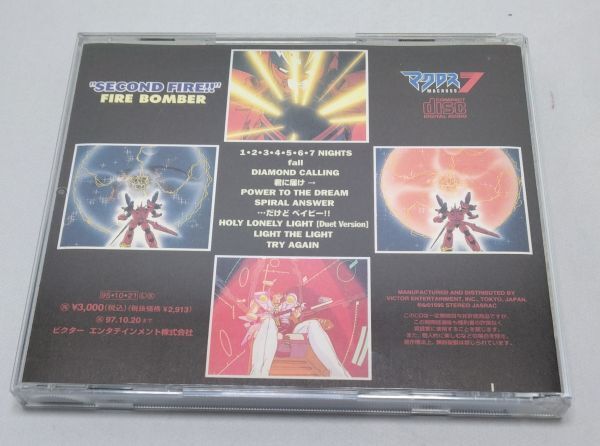 "SECOND FIRE!!"
FIRE BOMBER
マクロス7
MACROSS
COMPACT
disc
DIGITAL AUDIO
1•2•3•4•5•6•7 NIGHTS
fall
DIAMOND CALLING
君に届け→
POWER TO THE DREAM
SPIRAL ANSWER
…だけど ベイビー!!
HOLY LONELY LIGHT [Duet Version]
LIGHT THE LIGHT
TRY AGAIN
95•10•21
¥3,000(税込)(税抜価格 ¥2,913)
97.10.20まで
ビクター エンタテインメント株式会社
MANUFACTURED AND DISTRIBUTED BY
VICTOR ENTERTAINMENT, INC., TOKYO, JAPAN.
STEREO JASRAC